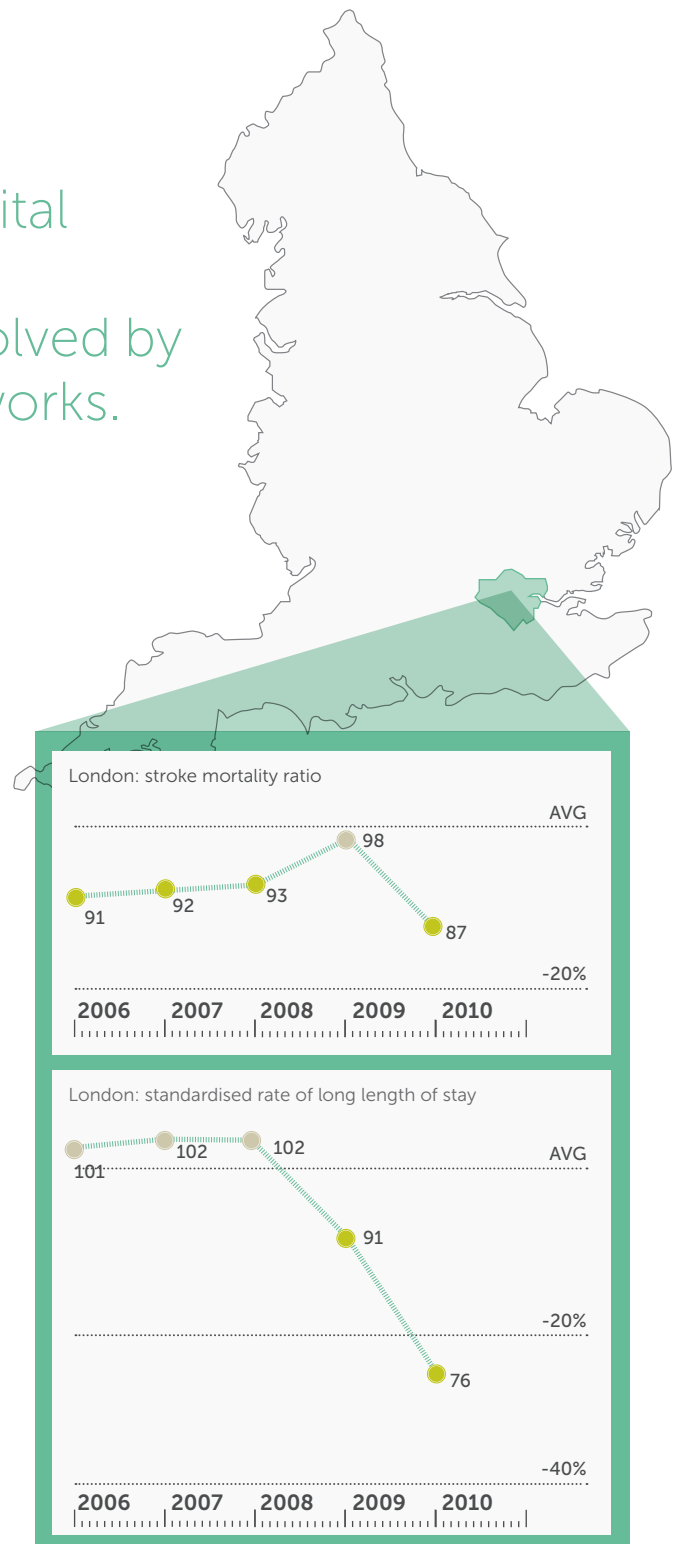 ital
olved by
works.
London: stroke mortality ratio
AVG
98
91
92
93
87
-20%
2006 2007 2008 2009 2010
London: standardised rate of long length of stay
101
102
102
AVG
91
-20%
76
-40%
2006 2007 2008 2009 2010